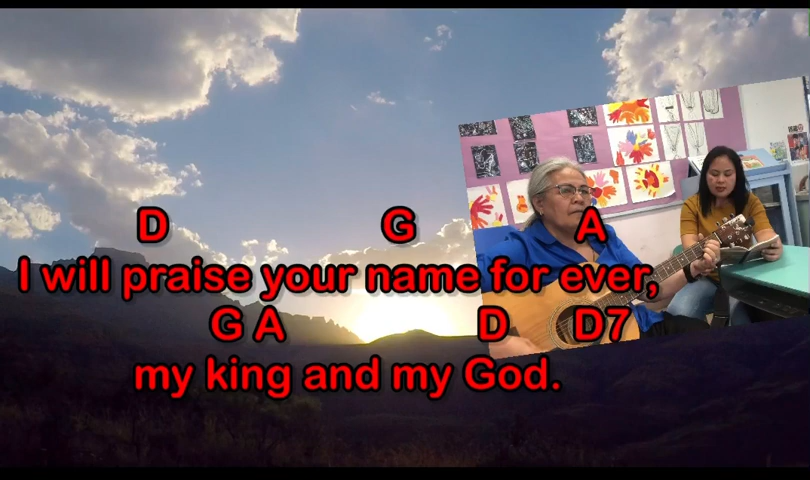 D G A
I will praise your name for ever,
G A D D7
my king and my God.